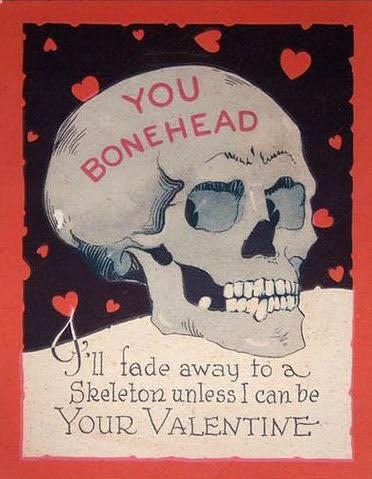 YOU
BONEHEAD
I'll fade away to a
Skeleton unless I can be
YOUR VALENTINE